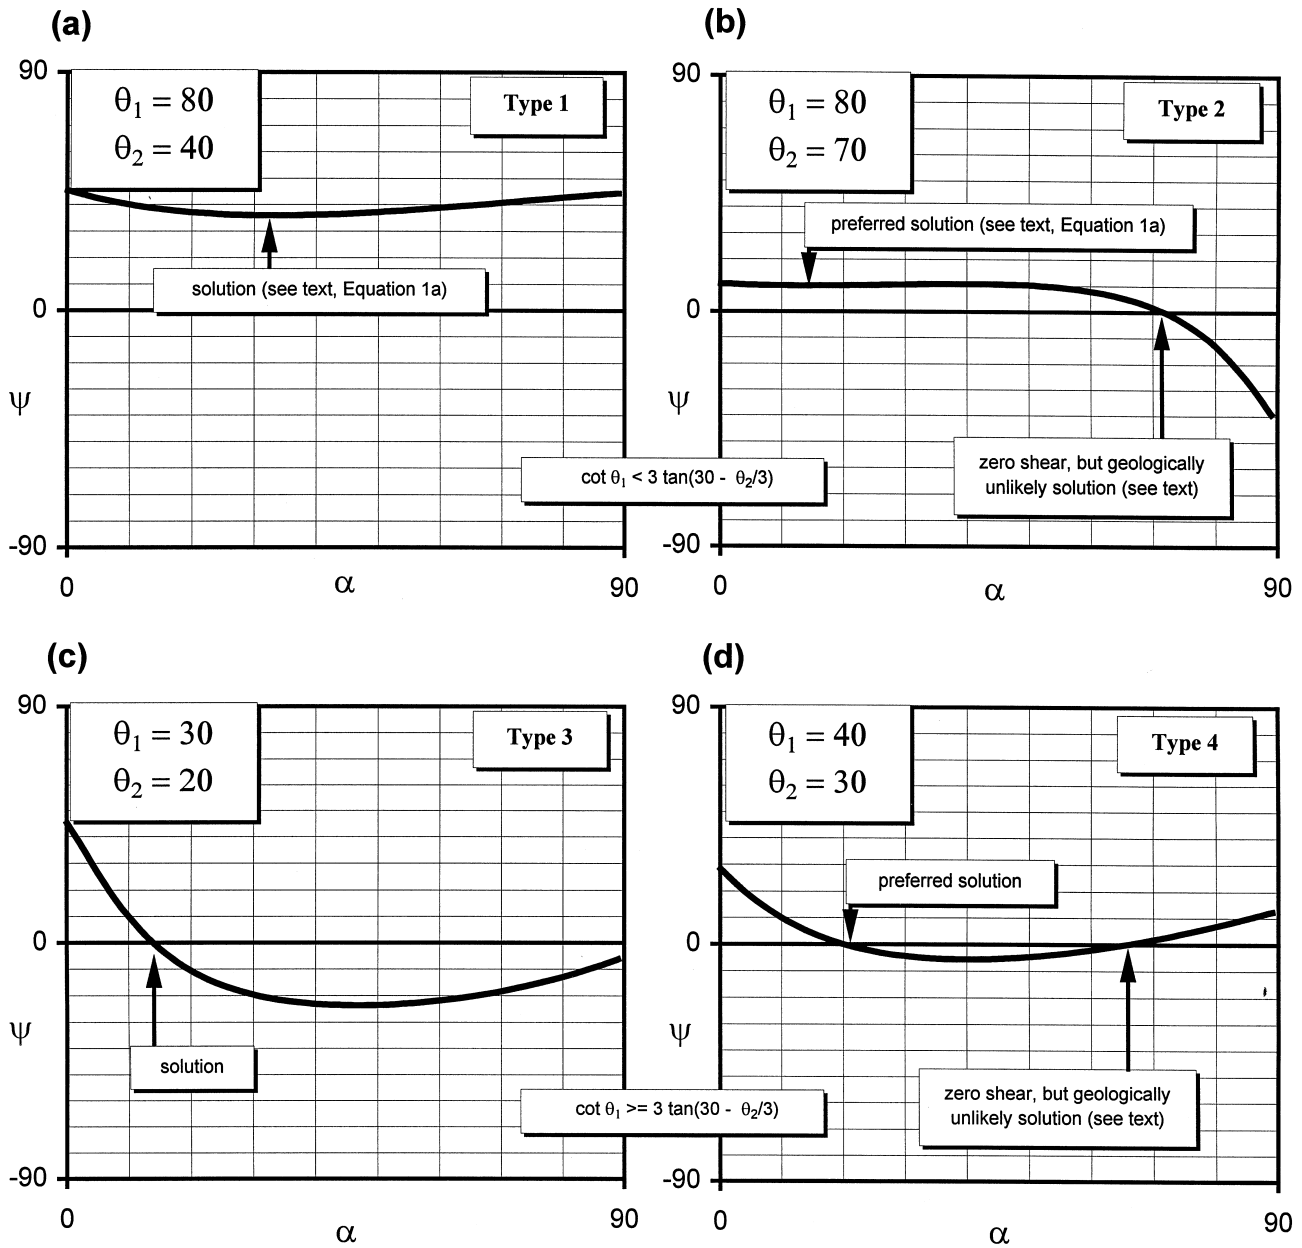 (a)
90
θ1 = 80
θ2 = 40
Type 1
solution (see text, Equation 1a)
0
ψ
-90
0
α
90
(b)
90
θ1 = 80
θ2 = 70
Type 2
preferred solution (see text, Equation 1a)
0
ψ
zero shear, but geologically
unlikely solution (see text)
-90
0
α
90
cot θ1 < 3 tan(30 - θ2/3)
(c)
90
θ1 = 30
θ2 = 20
Type 3
0
ψ
solution
-90
0
α
90
(d)
90
θ1 = 40
θ2 = 30
Type 4
preferred solution
0
ψ
zero shear, but geologically
unlikely solution (see text)
-90
0
α
90
cot θ1 >= 3 tan(30 - θ2/3)